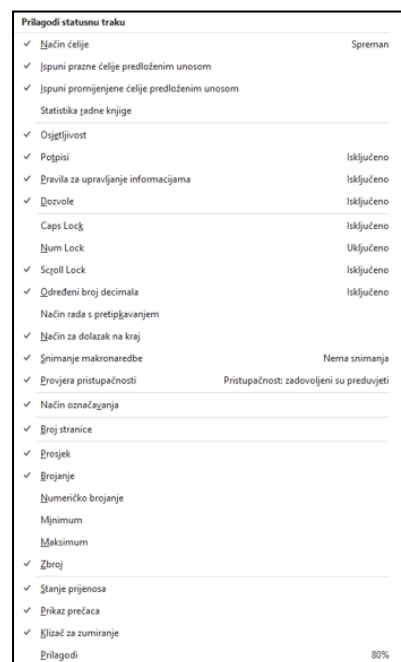 Prilagodi statusnu traku
Način ćelije Spreman
Ispuni prazne ćelije predloženim unosom
Ispuni promijenjene ćelije predloženim unosom
Statistika radne knjige
Osjetljivost
Potpisi Isključeno
Pravila za upravljanje informacijama Isključeno
Dozvole Isključeno
Caps Lock Isključeno
Num Lock Uključeno
Scroll Lock Isključeno
Određeni broj decimala Isključeno
Način rada s pretipkavanjem
Način za dolazak na kraj
Snimanje makronaredbe Nema snimanja
Provjera pristupačnosti Pristupačnost: zadovoljeni su preduvjeti
Način označavanja
Broj stranice
Prosjek
Brojanje
Numeričko brojanje
Minimum
Maksimum
Zbroj
Stanje prijenosa
Prikaz prečaca
Klizač za zumiranje
Prilagodi 80%